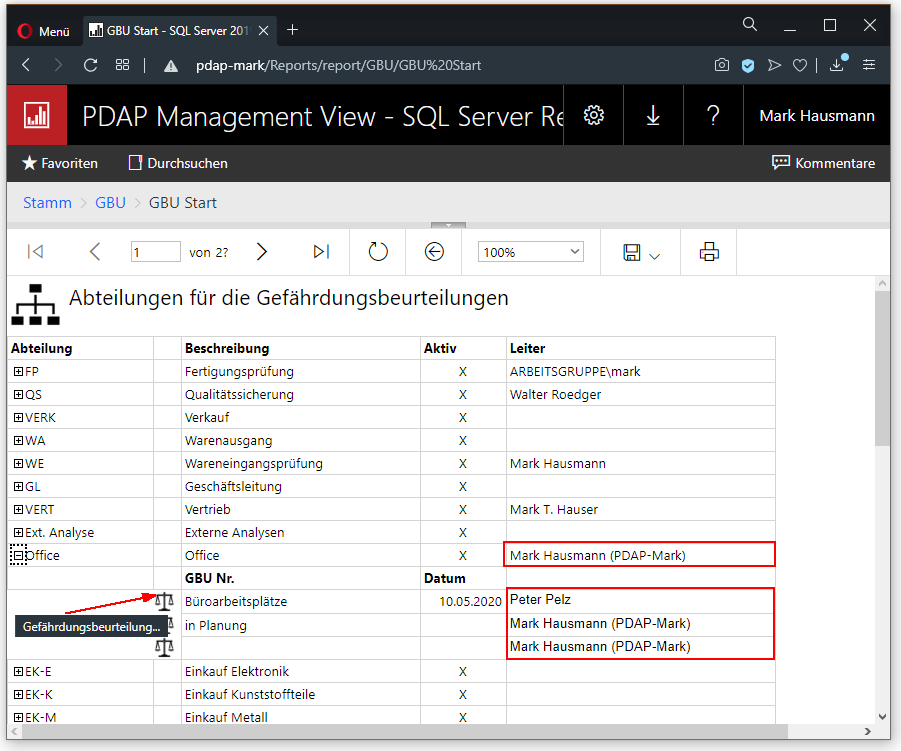 Menü
GBU Start - SQL Server 201
pdap-mark/Reports/report/GBU/GBU%20Start
PDAP Management View - SQL Server Re
?
Mark Hausmann
Favoriten
Durchsuchen
Kommentare
Stamm > GBU > GBU Start
1 von 2?
100%
Abteilungen für die Gefährdungsbeurteilungen
Abteilung Beschreibung Aktiv Leiter
FP Fertigungsprüfung X ARBEITSGRUPPE\mark
QS Qualitätssicherung X Walter Roedger
VERK Verkauf X
WA Warenausgang X
WE Wareneingangsprüfung X Mark Hausmann
GL Geschäftsleitung X
VERT Vertrieb X Mark T. Hauser
Ext. Analyse Externe Analysen X
Office Office X Mark Hausmann (PDAP-Mark)
GBU Nr. Datum
Büroarbeitsplätze 10.05.2020 Peter Pelz
Gefährdungsbeurteilung... in Planung Mark Hausmann (PDAP-Mark)
Mark Hausmann (PDAP-Mark)
EK-E Einkauf Elektronik X
EK-K Einkauf Kunststoffteile X
EK-M Einkauf Metall X